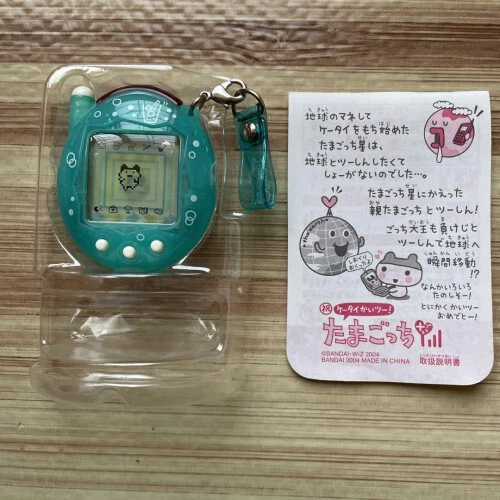 地球のマネして
ケータイをもち始めた
たまごっち星は、
地球とツーしんしたくて
しょーがないのでした…。
たまごっち星にかえった
親たまごっちとツーしん!
ごっち大王も負けじと
ツーしんで地球へ
瞬間移動
!?
なんかいろいろ
たのしそー!
とにかくかいツー
おめでとー!
祝
ケータイかいツー!
たまごっち
©BANDAI・WiZ 2004
BANDAI 2004 MADE IN CHINA
取扱説明書